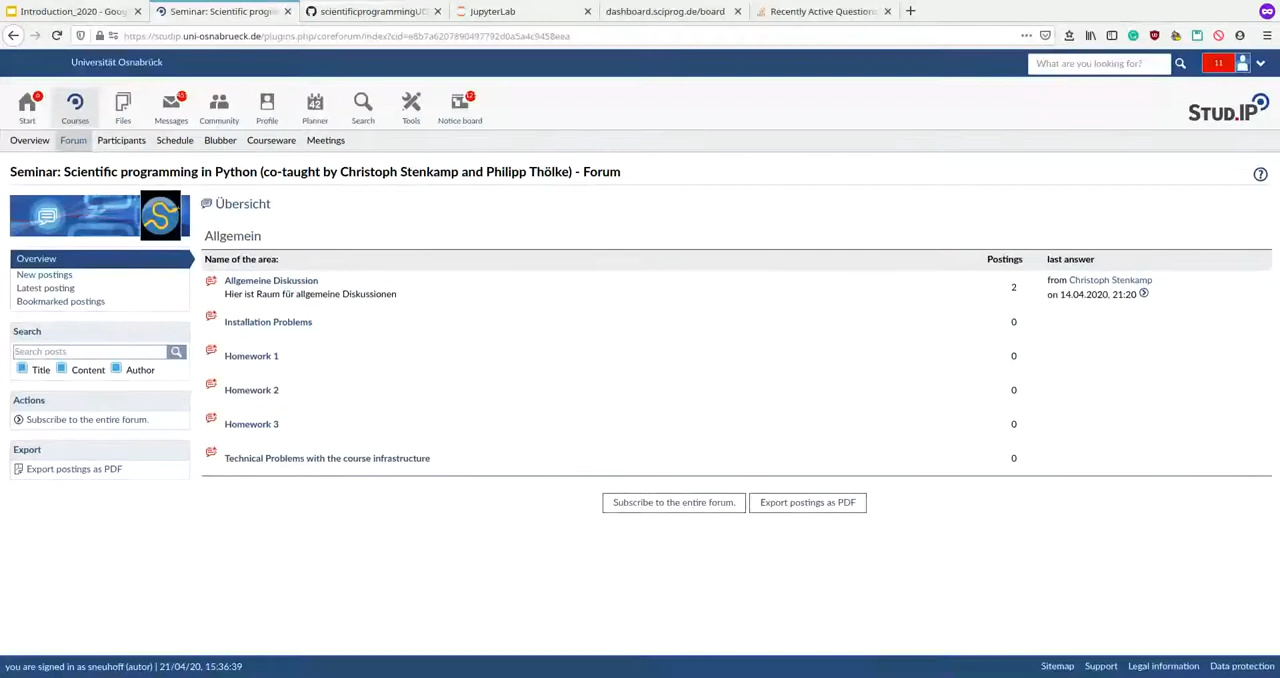 Introduction_2020 - Goog
Seminar: Scientific progra
scientificprogrammingUO
JupyterLab
dashboard.sciprog.de/board
Recently Active Question
https://studip.uni-osnabrueck.de/plugins.php/coreforum/index?cid=e8b7a6207890497792d0a5a4c9458eea
Universität Osnabrück
What are you looking for?
11
Start
Courses
Files
Messages
Community
Profile
42
Planner
Search
Tools
Notice board
STUD.IP
Overview
Forum
Participants
Schedule
Blubber
Courseware
Meetings
Seminar: Scientific programming in Python (co-taught by Christoph Stenkamp and Philipp Thölke) - Forum
Übersicht
Allgemein
Overview
New postings
Latest posting
Bookmarked postings
Search
Search posts
Title Content Author
Actions
Subscribe to the entire forum.
Export
Export postings as PDF
Name of the area: Postings last answer
Allgemeine Diskussion
Hier ist Raum für allgemeine Diskussionen
2
from Christoph Stenkamp
on 14.04.2020, 21:20
Installation Problems 0
Homework 1 0
Homework 2 0
Homework 3 0
Technical Problems with the course infrastructure 0
Subscribe to the entire forum. Export postings as PDF
you are signed in as sneuhoff (autor) | 21/04/20, 15:36:39
Sitemap Support Legal information Data protection